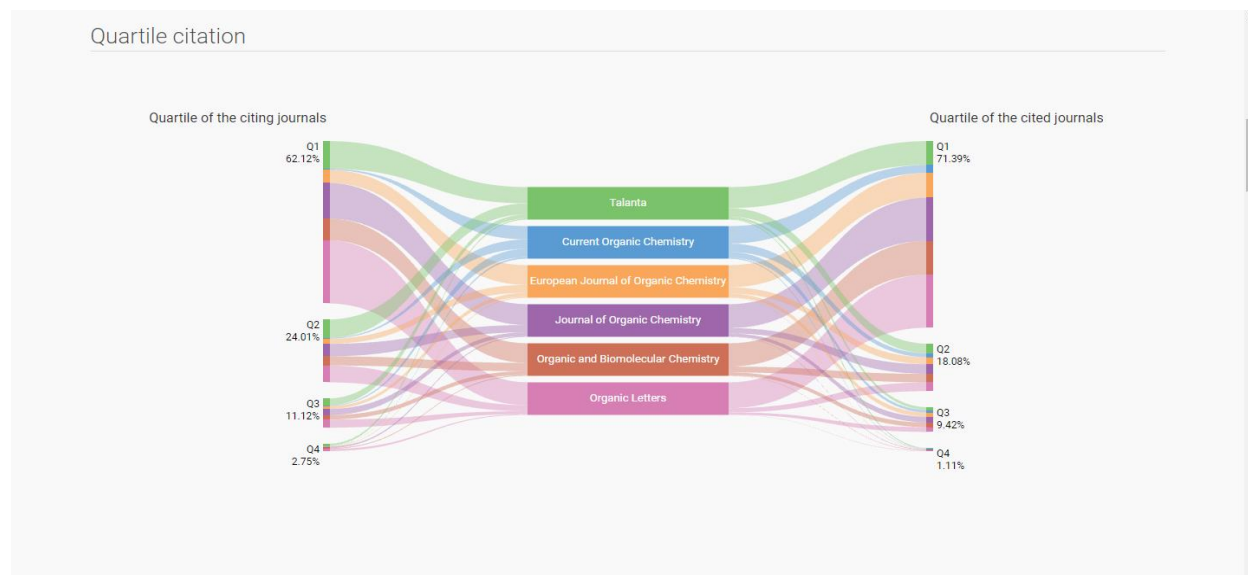 Quartile citation
Quartile of the citing journals
Quartile of the cited journals
Q1
62.12%
Q2
24.01%
Q3
11.12%
Q4
2.75%
Talanta
Current Organic Chemistry
European Journal of Organic Chemistry
Journal of Organic Chemistry
Organic and Biomolecular Chemistry
Organic Letters
Q1
71.39%
Q2
18.08%
Q3
9.42%
Q4
1.11%